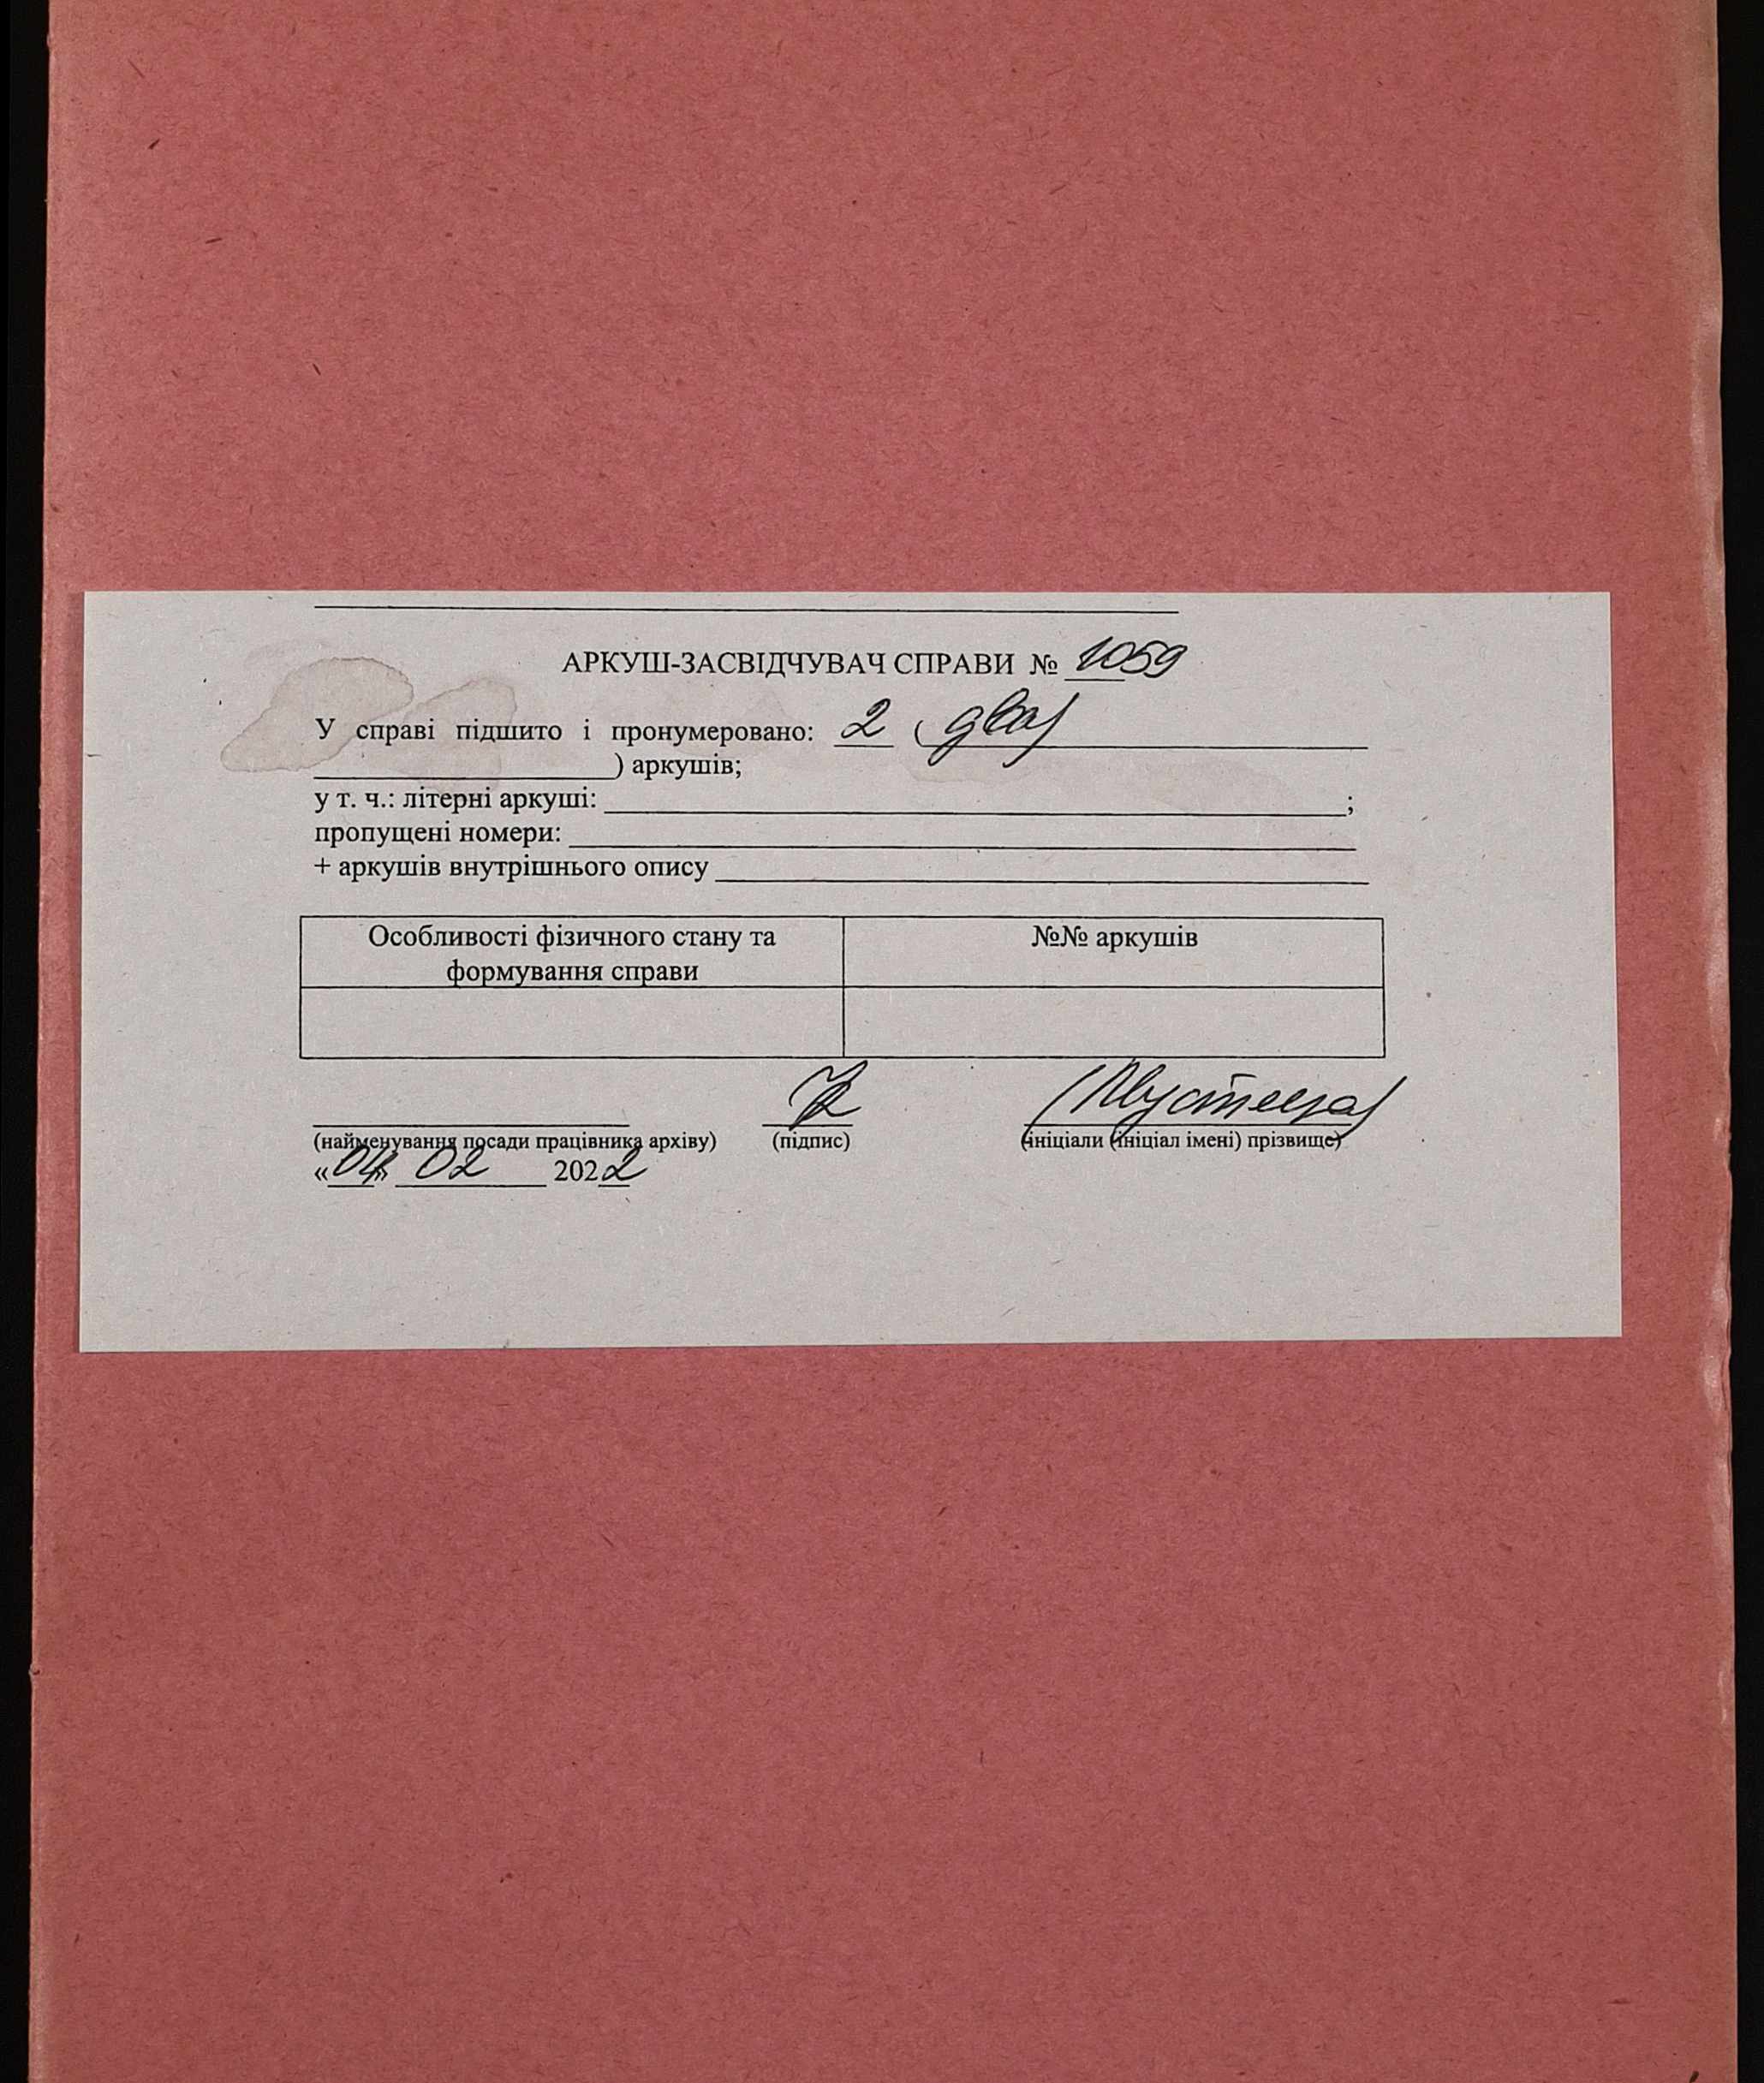 АРКУШ-ЗАСВІДЧУВАЧ СПРАВИ № 1059
У справі підшито і пронумеровано: 2 (два)
) аркушів;
у т. ч.: літерні аркуші: ;
пропущені номери:
+ аркушів внутрішнього опису
Особливості фізичного стану та
формування справи
№№ аркушів
(найменування посади працівника архіву) (підпис) (ініціали (ініціал імені) прізвище)
«04» 02 2022